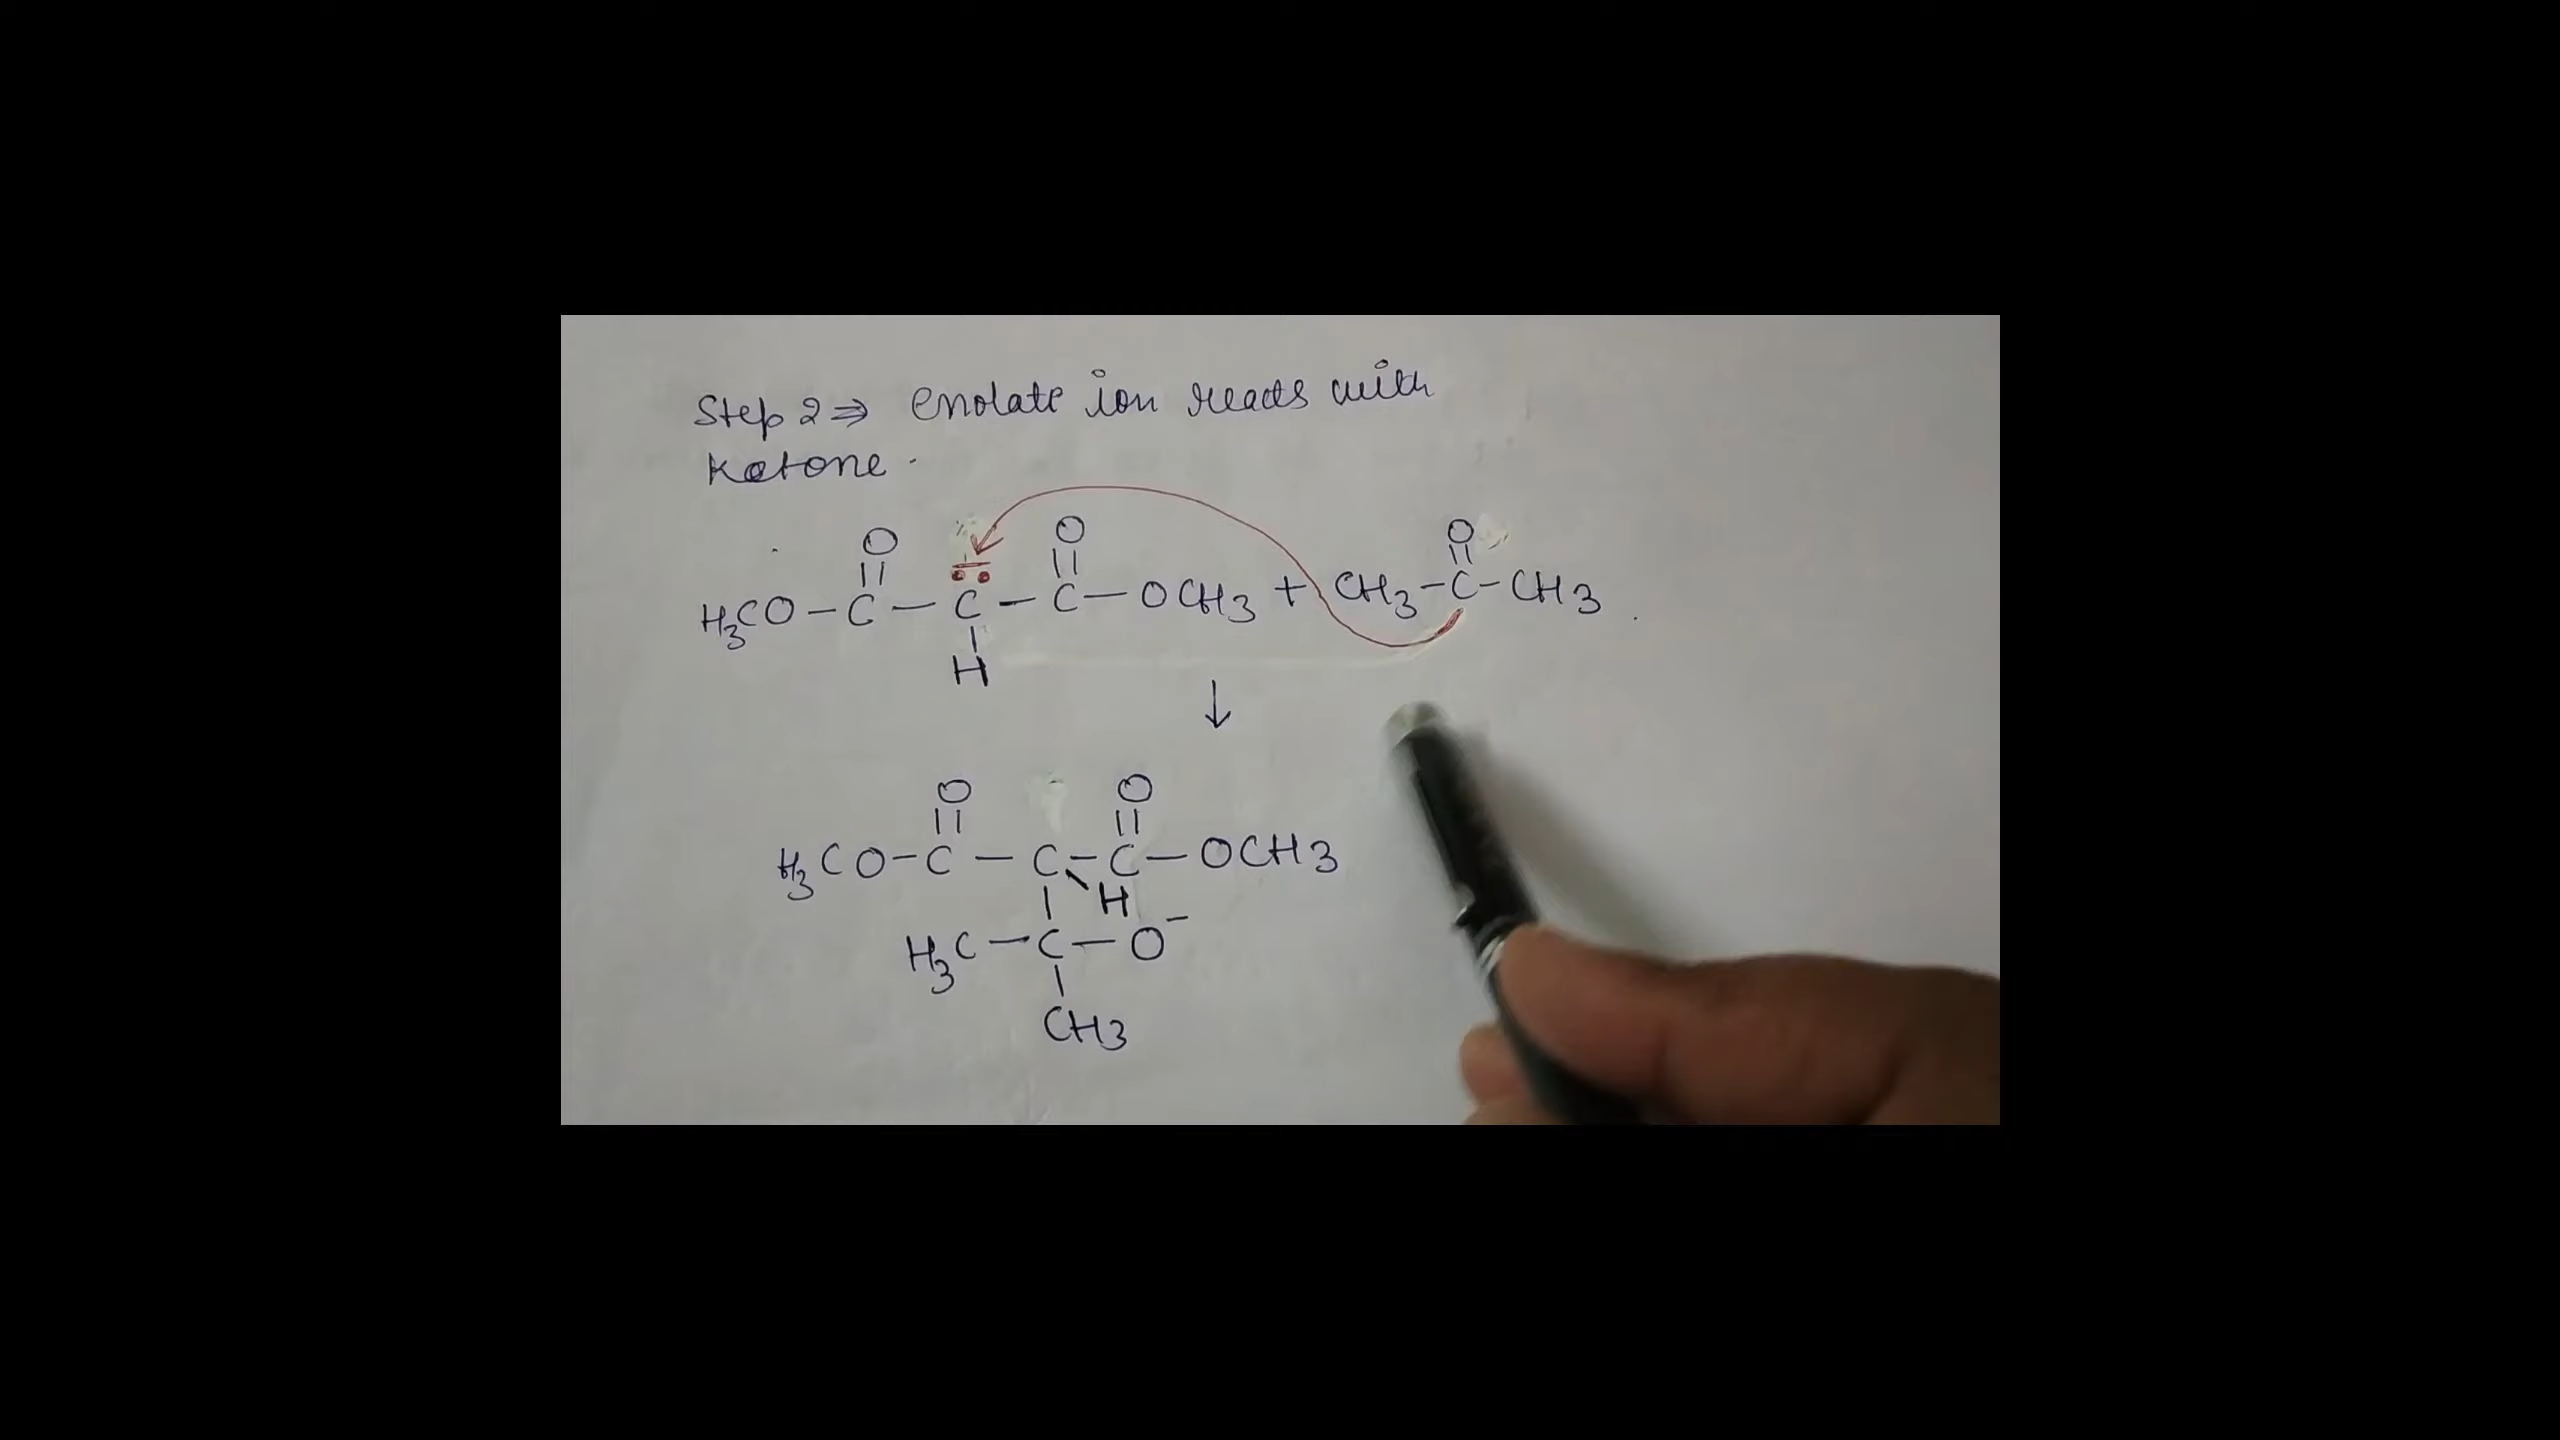 Step 2 ⇒ enolate ion reacts with
Ketone.
O O O
|| .. || ||
H3CO — C — C — C — OCH3 + CH3 — C — CH3
|
H
↓
O O
|| ||
H3CO — C — C — C — OCH3
| \ H
H3C — C — O⁻
|
CH3